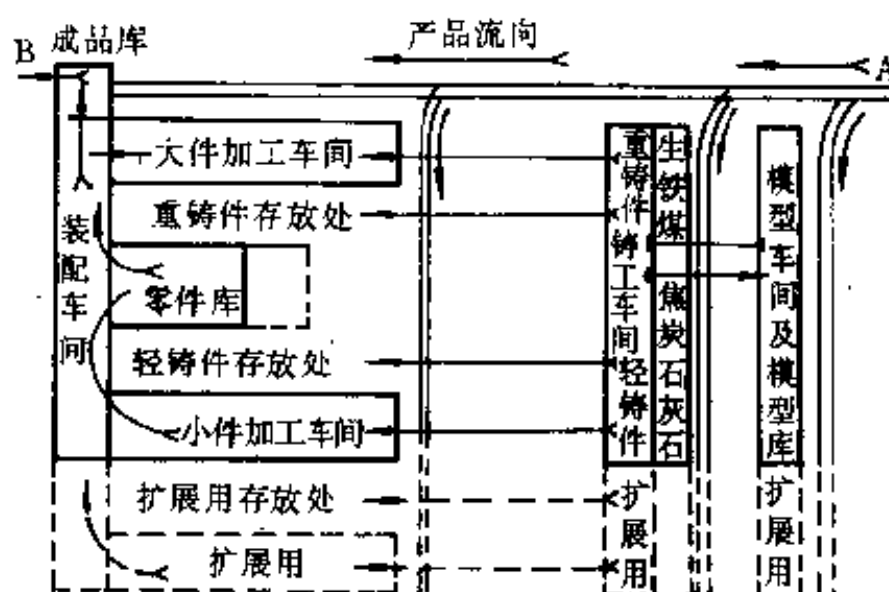 B
成品库
产品流向
A
大件加工车间
重铸件存放处
装配车间
零件库
轻铸件存放处
小件加工车间
扩展用存放处
扩展用
重铸件铸工车间轻铸件
扩展用
生铁煤焦炭石灰石
模型车间及模型库
扩展用